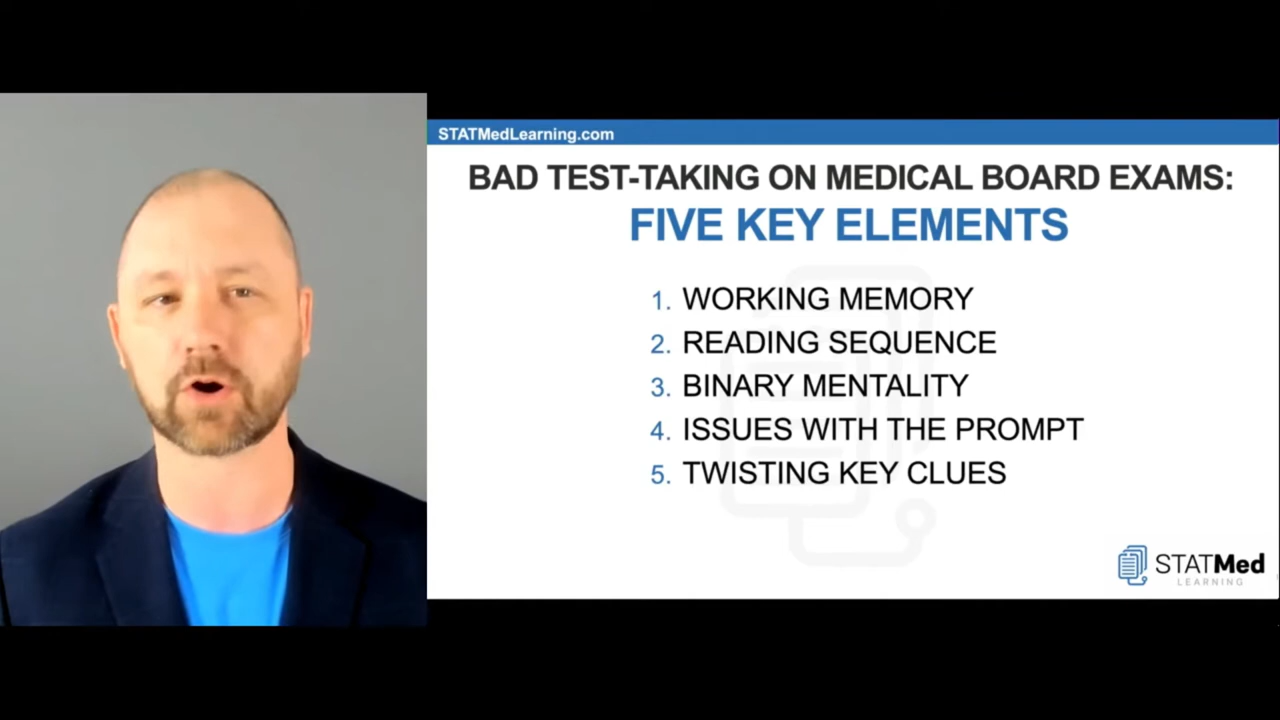 STATMedLearning.com
BAD TEST-TAKING ON MEDICAL BOARD EXAMS:
FIVE KEY ELEMENTS
1. WORKING MEMORY
2. READING SEQUENCE
3. BINARY MENTALITY
4. ISSUES WITH THE PROMPT
5. TWISTING KEY CLUES
STATMed
LEARNING